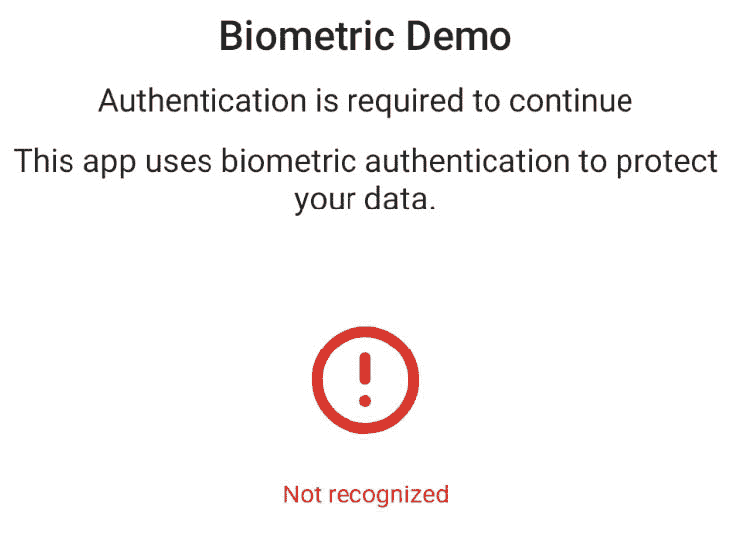 Biometric Demo
Authentication is required to continue
This app uses biometric authentication to protect
your data.
Not recognized